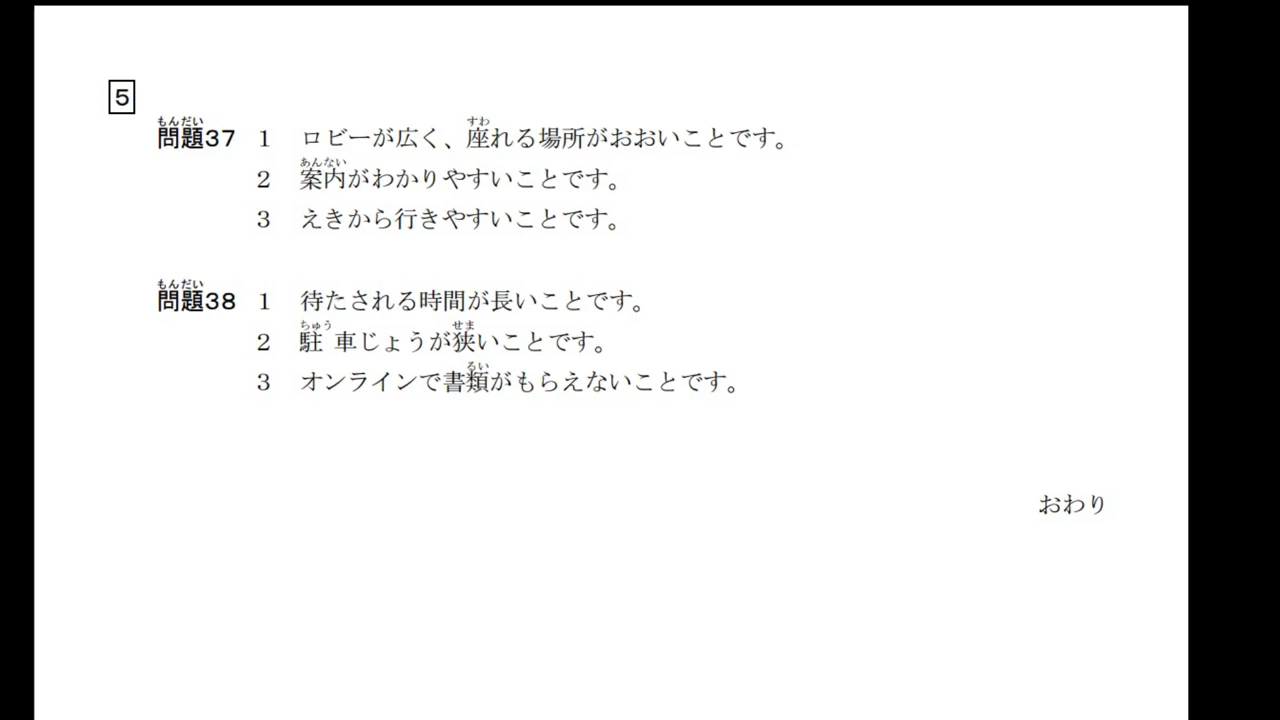 5
問題37 1 ロビーが広く、座れる場所がおおいことです。
2 案内がわかりやすいことです。
3 えきから行きやすいことです。
問題38 1 待たされる時間が長いことです。
2 駐車じょうが狭いことです。
3 オンラインで書類がもらえないことです。
おわり